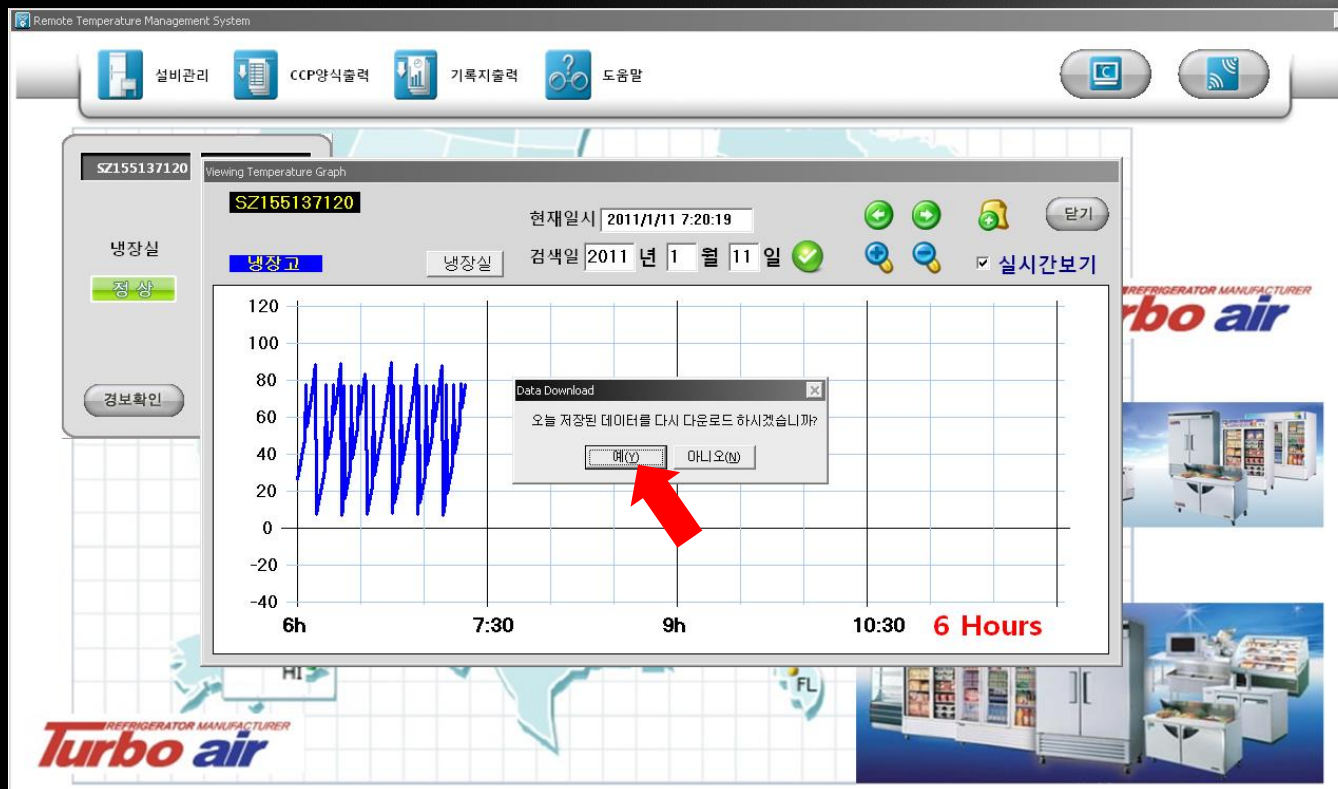 Remote Temperature Management System
설비관리 CCP양식출력 기록지출력 도움말
SZ155137120
냉장실
정 상
경보확인
Viewing Temperature Graph
SZ155137120
현재일시 2011/1/11 7:20:19
닫기
냉장고 냉장실
검색일 2011 년 1 월 11 일
실시간보기
120
100
80
60
40
20
0
-20
-40
6h 7:30 9h 10:30 6 Hours
Data Download
오늘 저장된 데이터를 다시 다운로드 하시겠습니까?
예(Y) 아니오(N)
REFRIGERATOR MANUFACTURER
rbo air
HI
FL
REFRIGERATOR MANUFACTURER
Turbo air